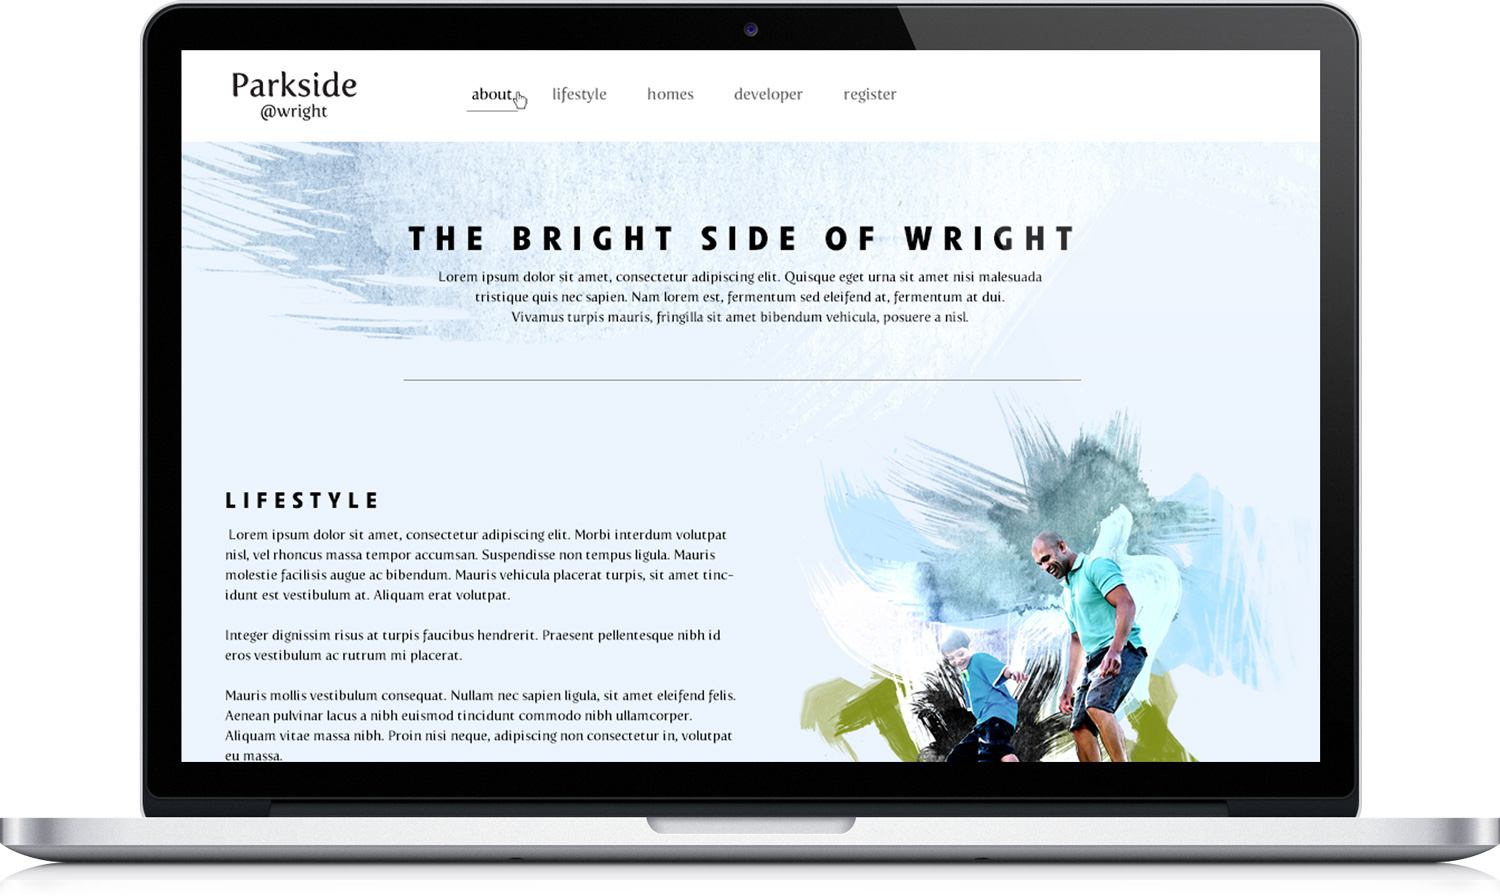 Parkside
@wright
about
lifestyle
homes
developer
register
THE BRIGHT SIDE OF WRIGHT
Lorem ipsum dolor sit amet, consectetur adipiscing elit. Quisque eget urna sit amet nisi malesuada
tristique quis nec sapien. Nam lorem est, fermentum sed eleifend at, fermentum at dui.
Vivamus turpis mauris, fringilla sit amet bibendum vehicula, posuere a nisl.
LIFESTYLE
Lorem ipsum dolor sit amet, consectetur adipiscing elit. Morbi interdum volutpat
nisl, vel rhoncus massa tempor accumsan. Suspendisse non tempus ligula. Mauris
molestie facilisis augue ac bibendum. Mauris vehicula placerat turpis, sit amet tinc-
idunt est vestibulum at. Aliquam erat volutpat.
Integer dignissim risus at turpis faucibus hendrerit. Praesent pellentesque nibh id
eros vestibulum ac rutrum mi placerat.
Mauris mollis vestibulum consequat. Nullam nec sapien ligula, sit amet eleifend felis.
Aenean pulvinar lacus a nibh euismod tincidunt commodo nibh ullamcorper.
Aliquam vitae massa nibh. Proin nisi neque, adipiscing non consectetur in, volutpat
eu massa.